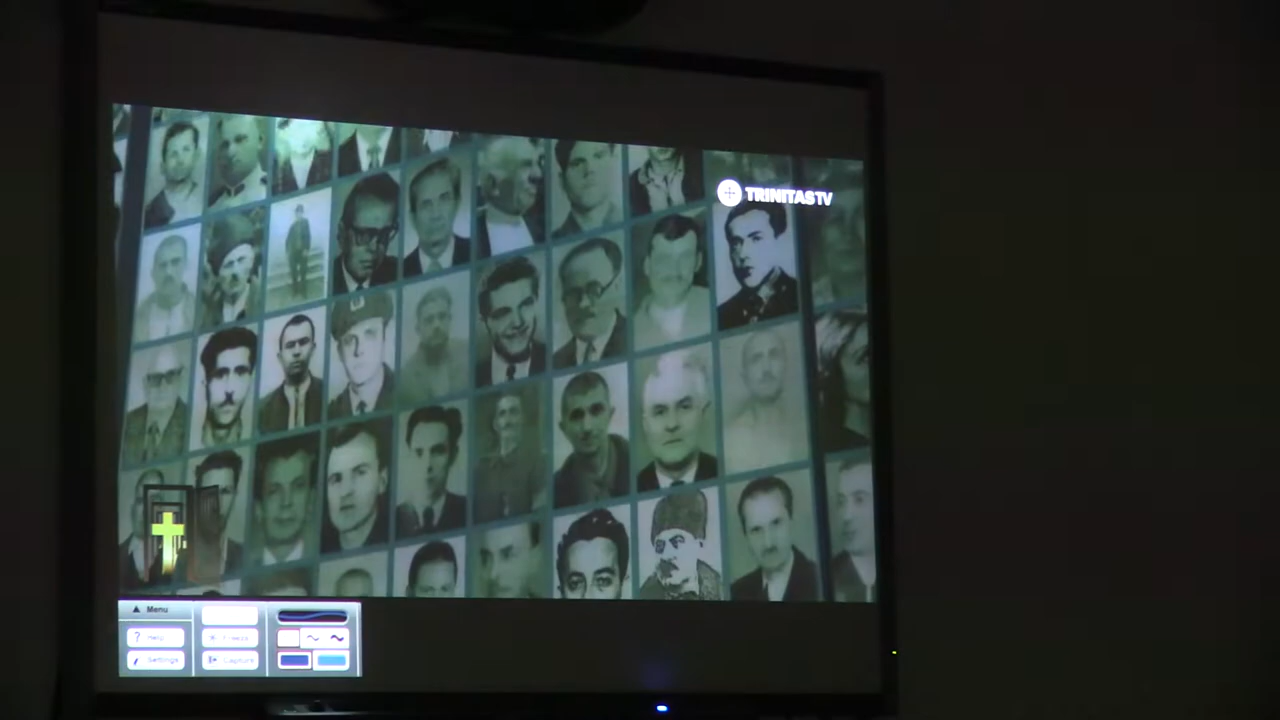 TRINITAS TV
Menu
? Help
Freeze
Settings
Capture